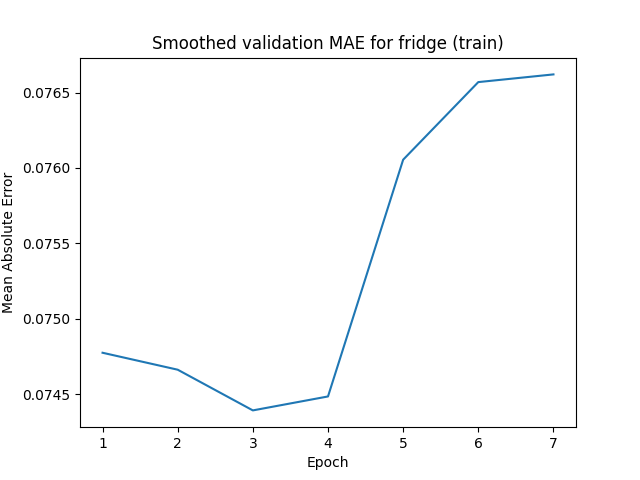 Smoothed validation MAE for fridge (train)
Mean Absolute Error
0.0765
0.0760
0.0755
0.0750
0.0745
1 2 3 4 5 6 7
Epoch